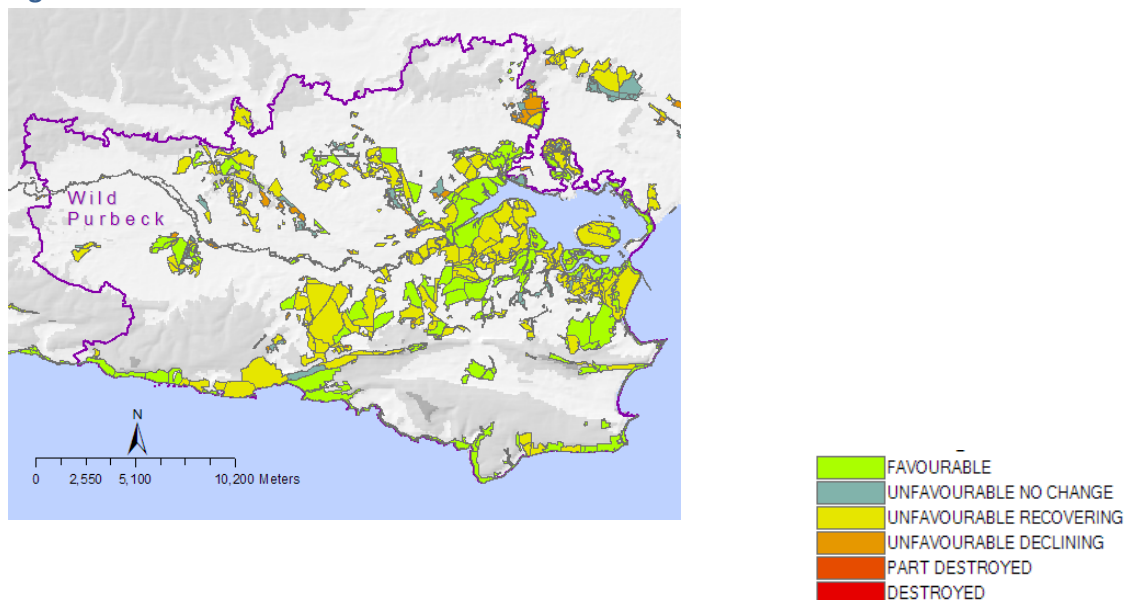 Wild
Purbeck
N
0 2,550 5,100 10,200 Meters
FAVOURABLE
UNFAVOURABLE NO CHANGE
UNFAVOURABLE RECOVERING
UNFAVOURABLE DECLINING
PART DESTROYED
DESTROYED